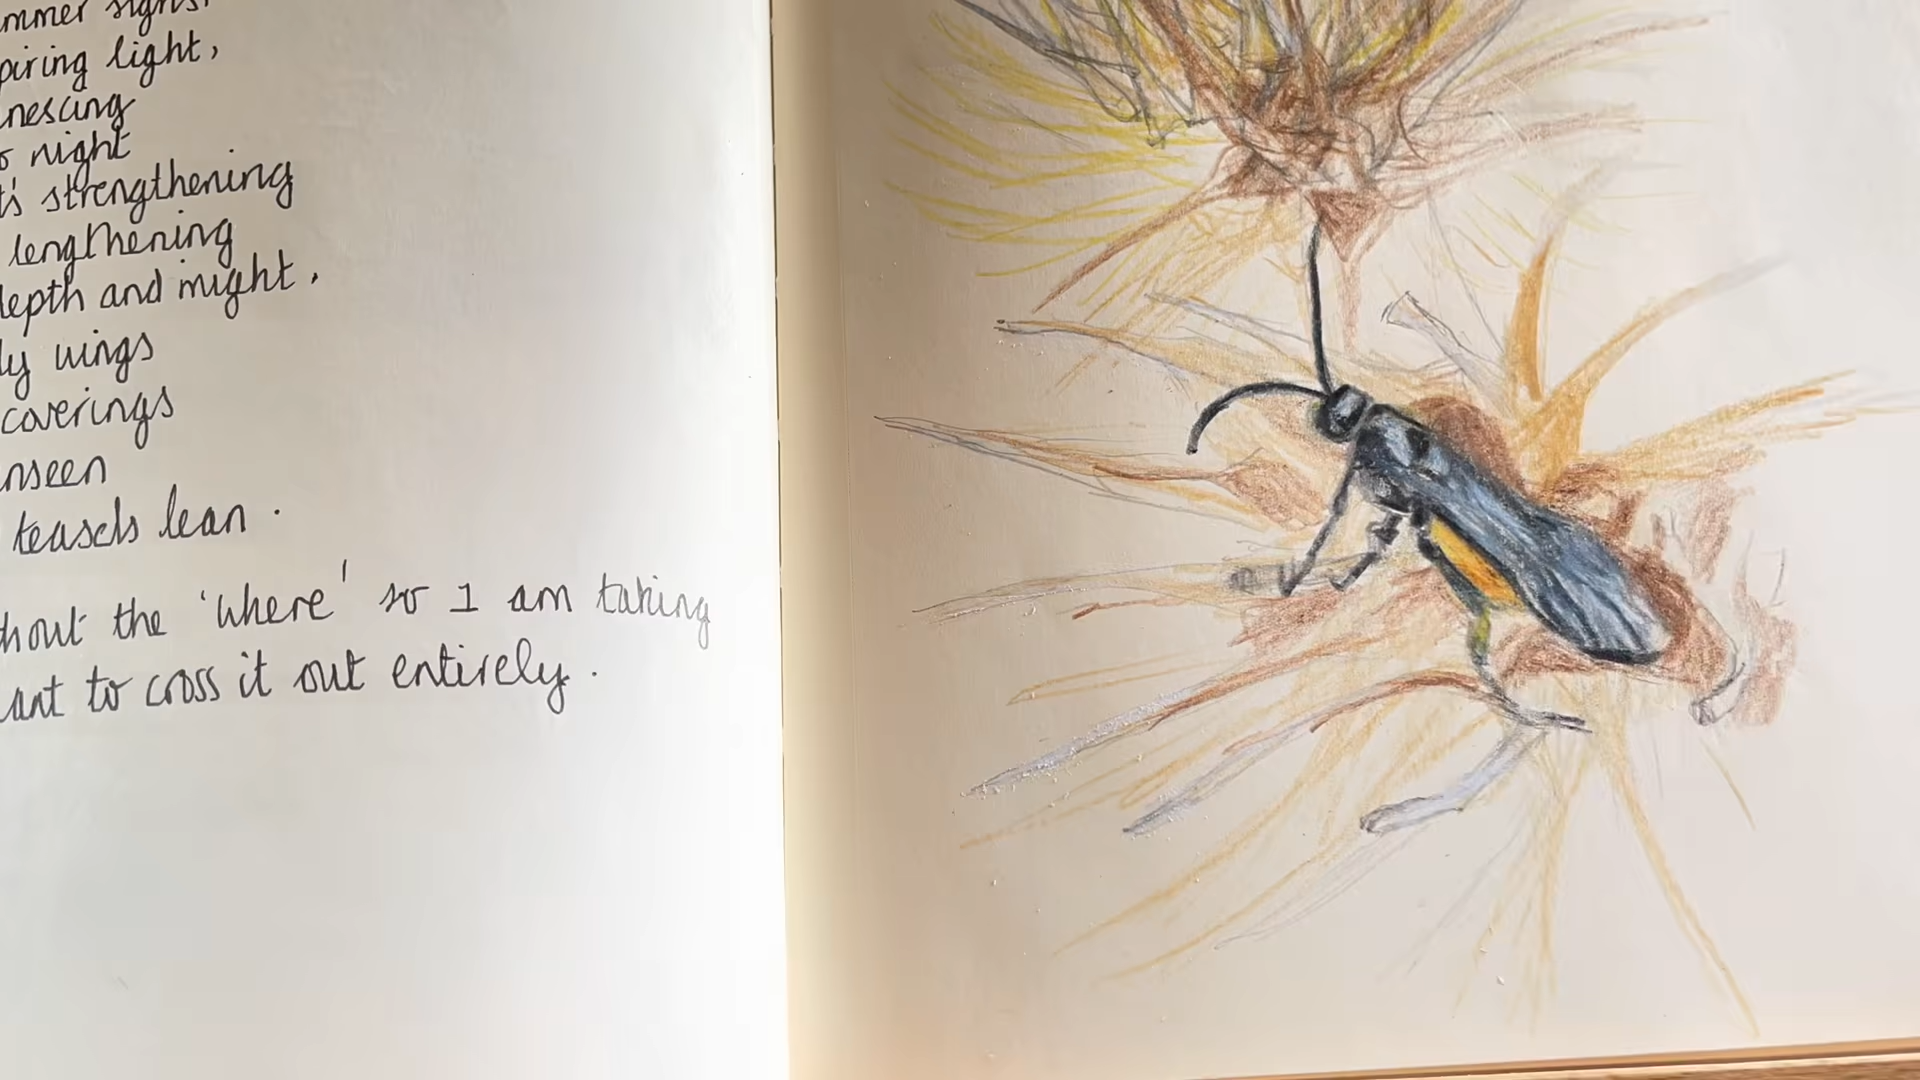 mmer signs,
piring light,
nescing
o night
t's strengthening
lengthening
depth and might,
ly wings
coverings
nseen
teasels lean.
hout the 'where' so I am taking
ant to cross it out entirely.